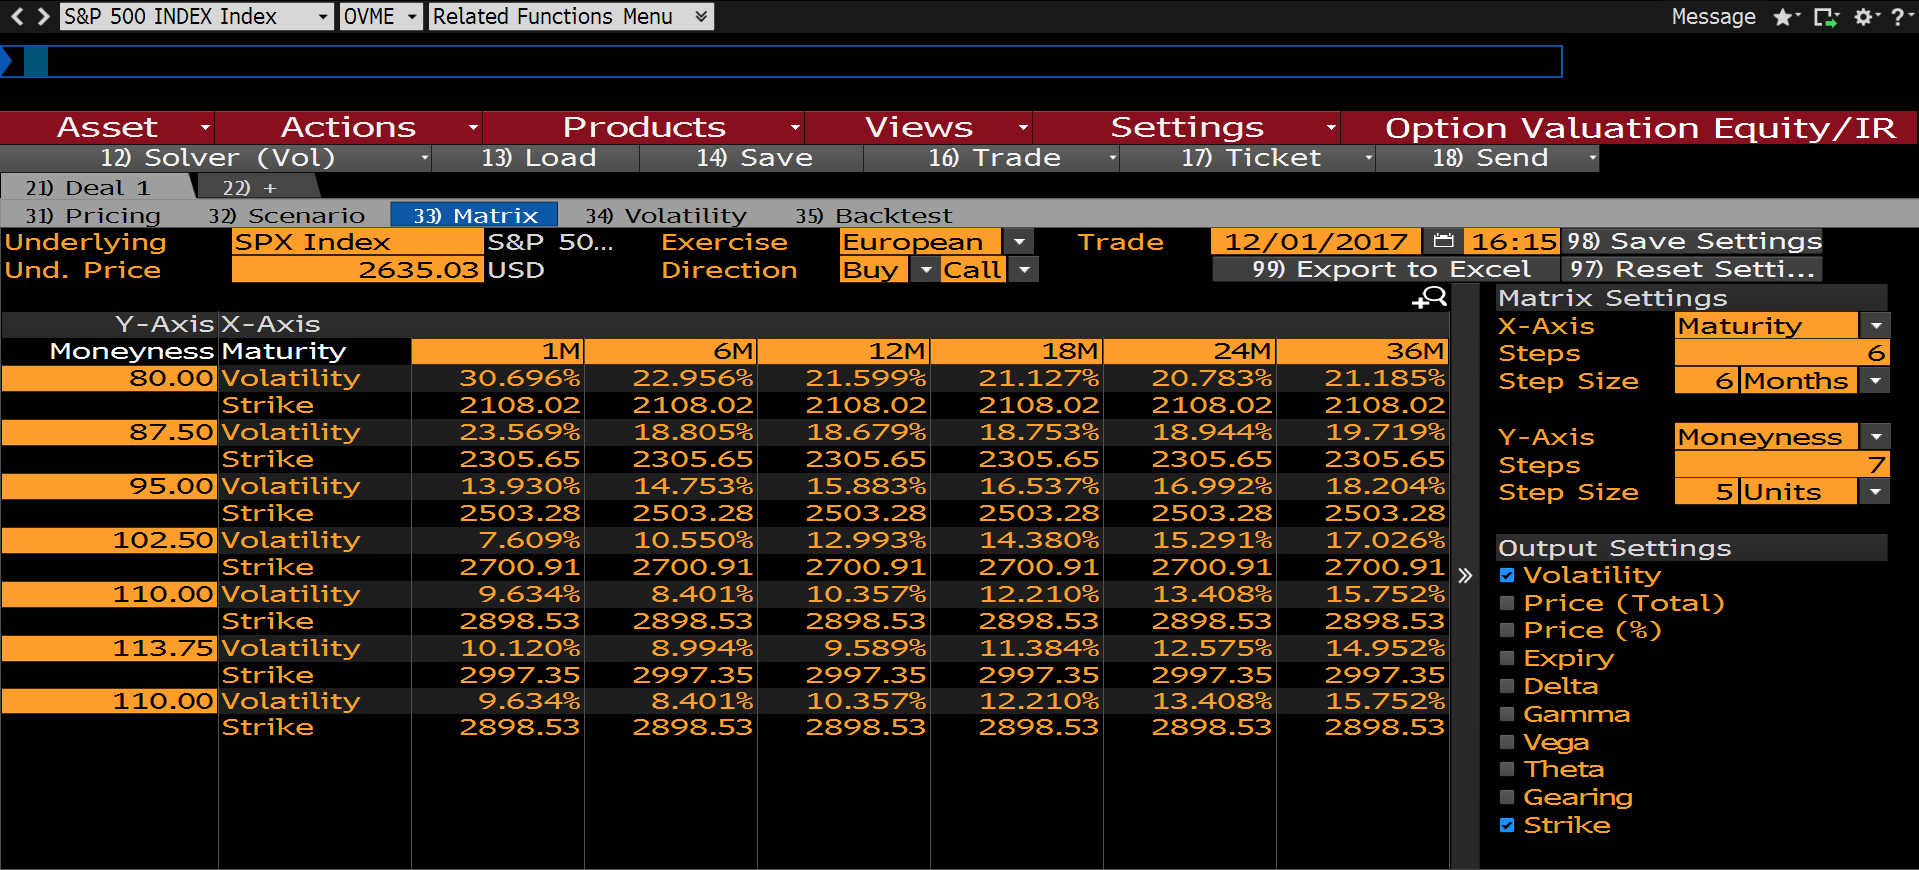 S&P 500 INDEX Index OVME Related Functions Menu Message ?
Asset Actions Products Views Settings Option Valuation Equity/IR
12) Solver (Vol) 13) Load 14) Save 16) Trade 17) Ticket 18) Send
21) Deal 1 22) +
31) Pricing 32) Scenario 33) Matrix 34) Volatility 35) Backtest
Underlying SPX Index S&P 50... Exercise European Trade 12/01/2017 16:15 98) Save Settings
Und. Price 2635.03 USD Direction Buy Call 99) Export to Excel 97) Reset Setti...
Y-Axis X-Axis
Moneyness Maturity 1M 6M 12M 18M 24M 36M
80.00 Volatility 30.696% 22.956% 21.599% 21.127% 20.783% 21.185%
Strike 2108.02 2108.02 2108.02 2108.02 2108.02 2108.02
87.50 Volatility 23.569% 18.805% 18.679% 18.753% 18.944% 19.719%
Strike 2305.65 2305.65 2305.65 2305.65 2305.65 2305.65
95.00 Volatility 13.930% 14.753% 15.883% 16.537% 16.992% 18.204%
Strike 2503.28 2503.28 2503.28 2503.28 2503.28 2503.28
102.50 Volatility 7.609% 10.550% 12.993% 14.380% 15.291% 17.026%
Strike 2700.91 2700.91 2700.91 2700.91 2700.91 2700.91
110.00 Volatility 9.634% 8.401% 10.357% 12.210% 13.408% 15.752%
Strike 2898.53 2898.53 2898.53 2898.53 2898.53 2898.53
113.75 Volatility 10.120% 8.994% 9.589% 11.384% 12.575% 14.952%
Strike 2997.35 2997.35 2997.35 2997.35 2997.35 2997.35
110.00 Volatility 9.634% 8.401% 10.357% 12.210% 13.408% 15.752%
Strike 2898.53 2898.53 2898.53 2898.53 2898.53 2898.53
Matrix Settings
X-Axis Maturity
Steps 6
Step Size 6 Months
Y-Axis Moneyness
Steps 7
Step Size 5 Units
Output Settings
Volatility
Price (Total)
Price (%)
Expiry
Delta
Gamma
Vega
Theta
Gearing
Strike